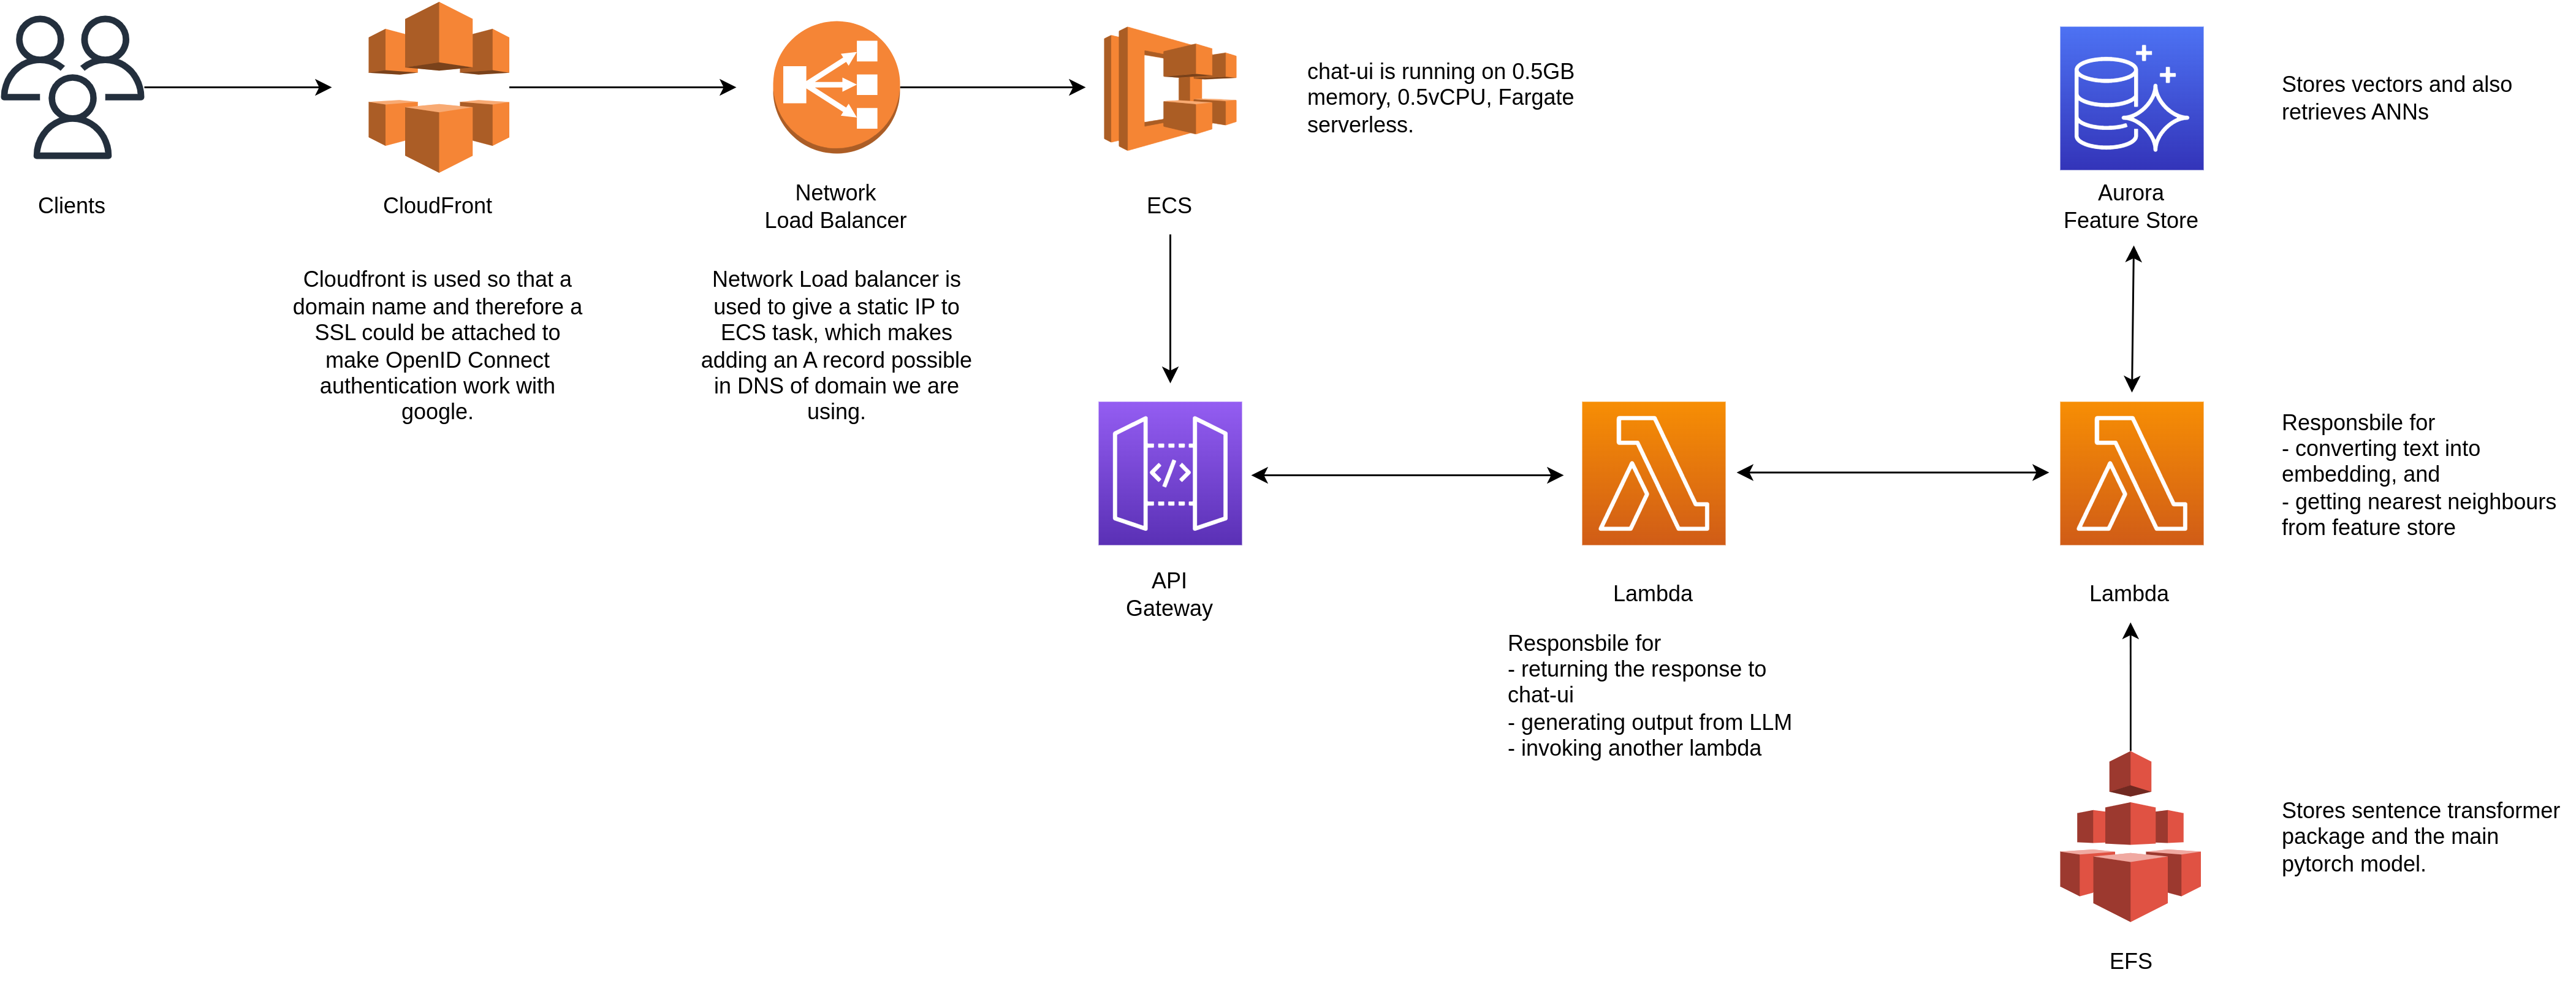 Clients
CloudFront
Network
Load Balancer
ECS
chat-ui is running on 0.5GB
memory, 0.5vCPU, Fargate
serverless.
Aurora
Feature Store
Stores vectors and also
retrieves ANNs
Cloudfront is used so that a
domain name and therefore a
SSL could be attached to
make OpenID Connect
authentication work with
google.
Network Load balancer is
used to give a static IP to
ECS task, which makes
adding an A record possible
in DNS of domain we are
using.
API
Gateway
Lambda
Responsbile for
- returning the response to
chat-ui
- generating output from LLM
- invoking another lambda
Lambda
Responsbile for
- converting text into
embedding, and
- getting nearest neighbours
from feature store
Stores sentence transformer
package and the main
pytorch model.
EFS